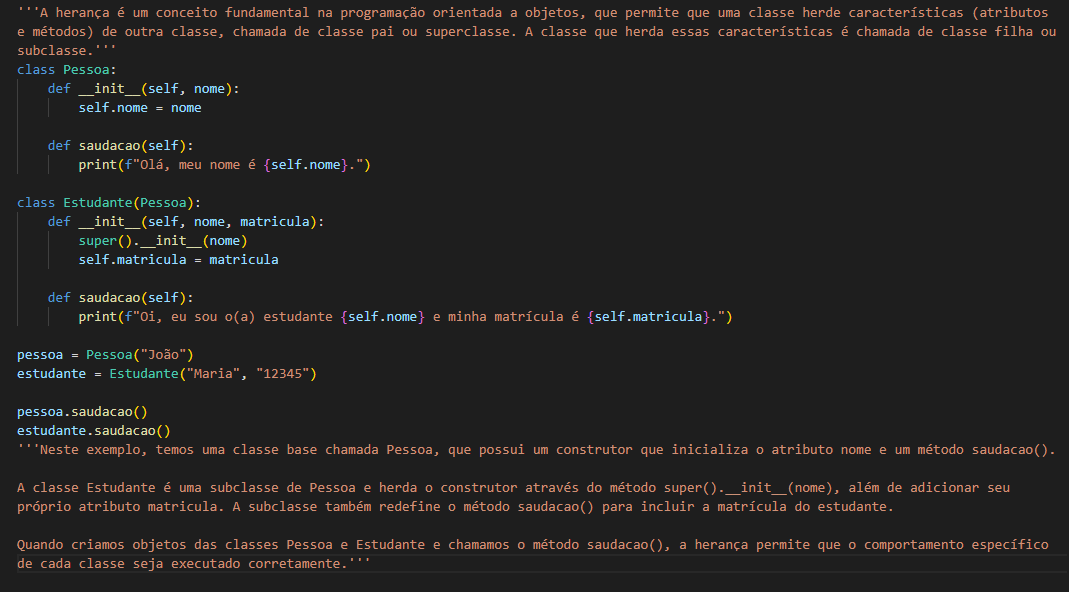 '''A herança é um conceito fundamental na programação orientada a objetos, que permite que uma classe herde características (atributos
e métodos) de outra classe, chamada de classe pai ou superclasse. A classe que herda essas características é chamada de classe filha ou
subclasse.'''
class Pessoa:
    def __init__(self, nome):
        self.nome = nome

    def saudacao(self):
        print(f"Olá, meu nome é {self.nome}.")

class Estudante(Pessoa):
    def __init__(self, nome, matricula):
        super().__init__(nome)
        self.matricula = matricula

    def saudacao(self):
        print(f"Oi, eu sou o(a) estudante {self.nome} e minha matrícula é {self.matricula}.")

pessoa = Pessoa("João")
estudante = Estudante("Maria", "12345")

pessoa.saudacao()
estudante.saudacao()
'''Neste exemplo, temos uma classe base chamada Pessoa, que possui um construtor que inicializa o atributo nome e um método saudacao().

A classe Estudante é uma subclasse de Pessoa e herda o construtor através do método super().__init__(nome), além de adicionar seu
próprio atributo matricula. A subclasse também redefine o método saudacao() para incluir a matrícula do estudante.

Quando criamos objetos das classes Pessoa e Estudante e chamamos o método saudacao(), a herança permite que o comportamento específico
de cada classe seja executado corretamente.'''